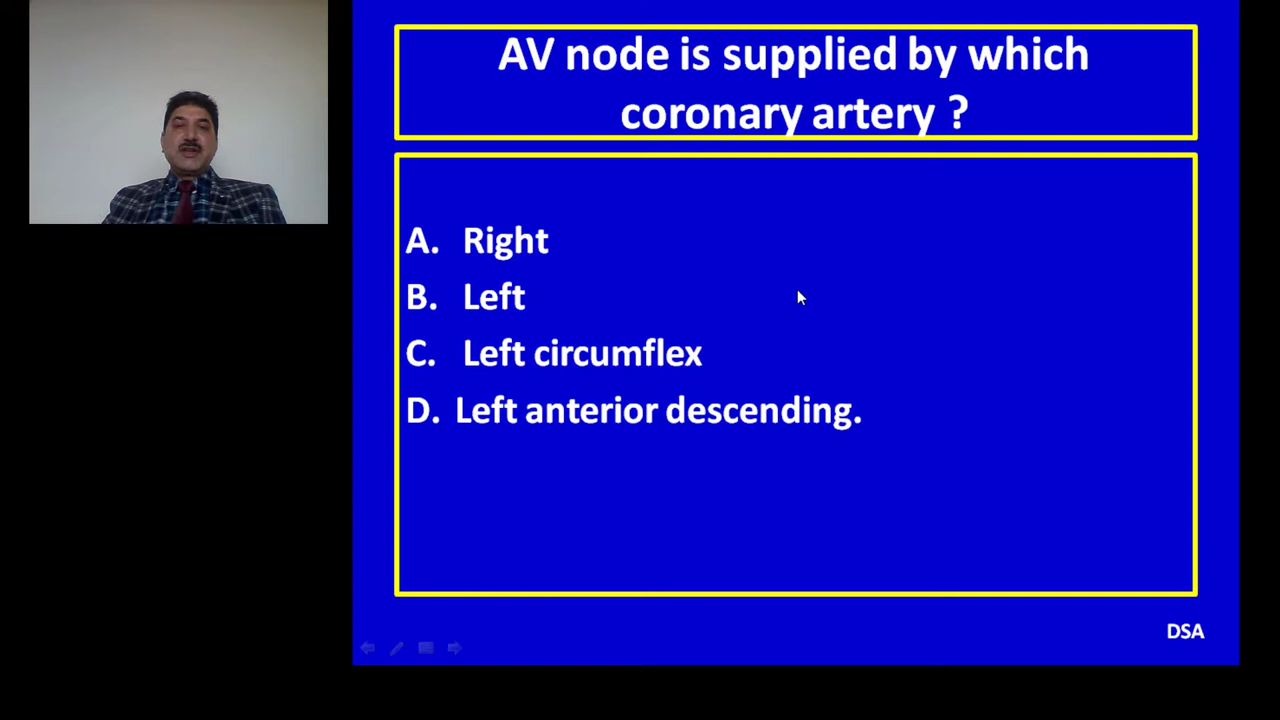 AV node is supplied by which
coronary artery ?
A. Right
B. Left
C. Left circumflex
D. Left anterior descending.
DSA